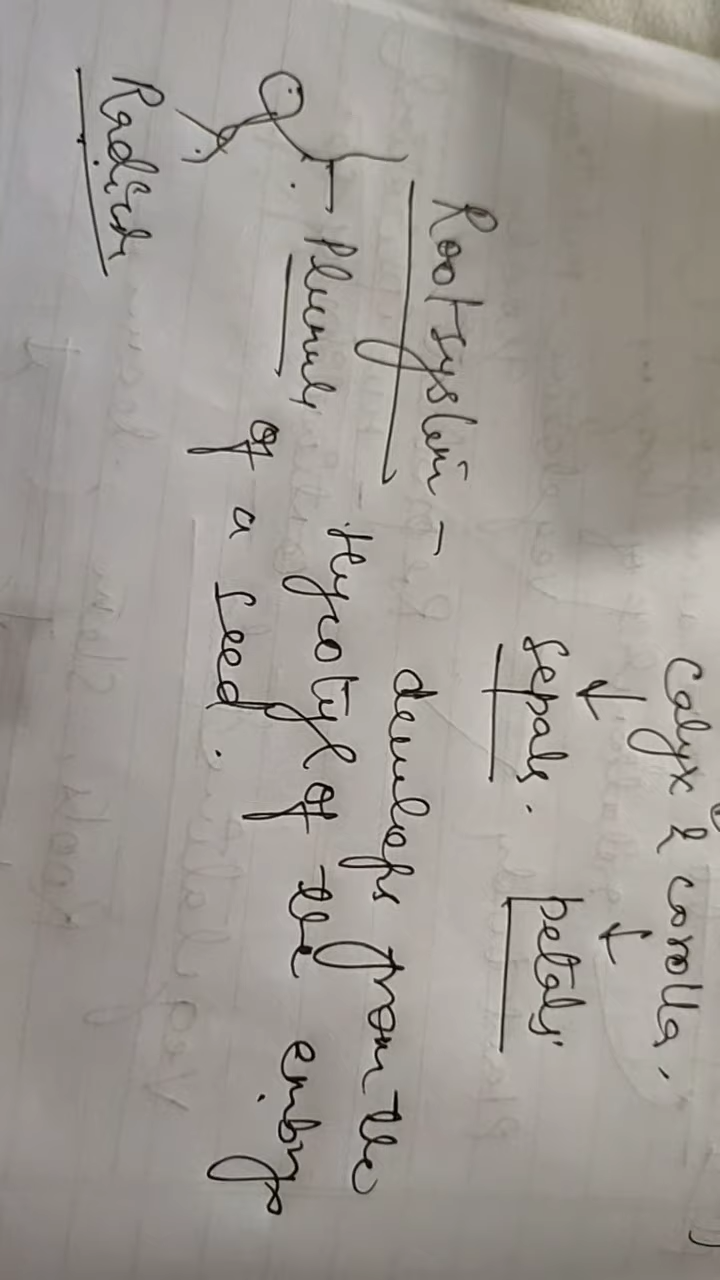 Calyx & corolla.
↓ ↓
sepals. petals
Root system - develops from the
Hypotyl of the embryo
Plumule of a seed.
Radicle